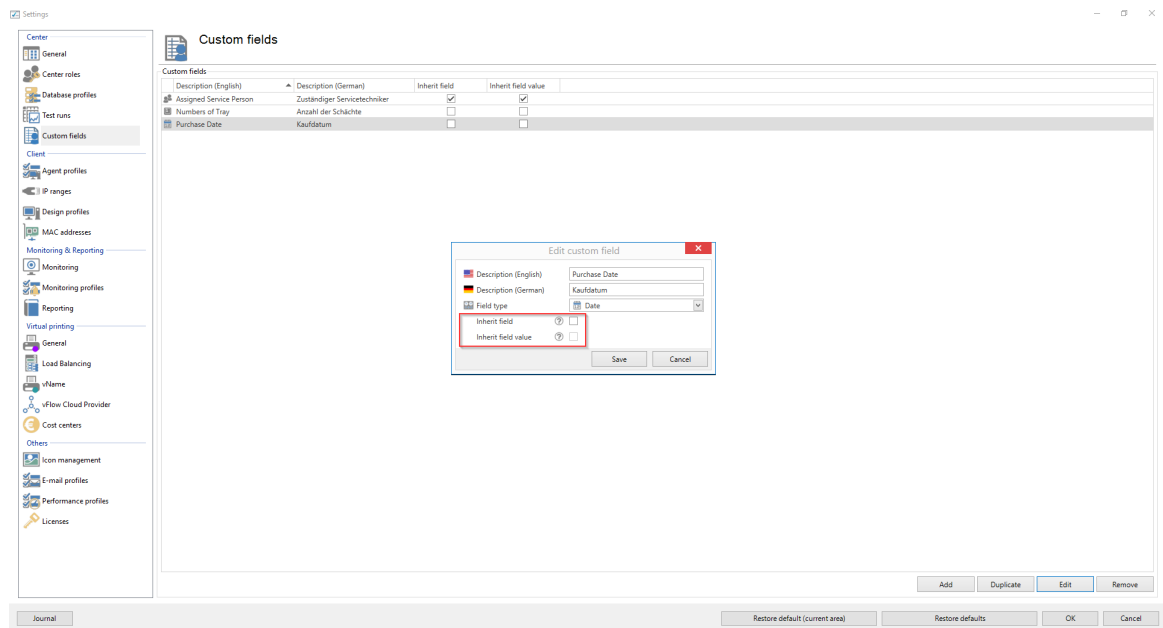 Settings
Center
General
Center roles
Database profiles
Test runs
Custom fields
Client
Agent profiles
IP ranges
Design profiles
MAC addresses
Monitoring & Reporting
Monitoring
Monitoring profiles
Reporting
Virtual printing
General
Load Balancing
vName
vFlow Cloud Provider
Cost centers
Others
Icon management
E-mail profiles
Performance profiles
Licenses
Custom fields
Custom fields
Description (English) Description (German) Inherit field Inherit field value
Assigned Service Person Zuständiger Servicetechniker
Numbers of Tray Anzahl der Schächte
Purchase Date Kaufdatum
Edit custom field
Description (English) Purchase Date
Description (German) Kaufdatum
Field type Date
Inherit field ?
Inherit field value ?
Save Cancel
Add Duplicate Edit Remove
Journal Restore default (current area) Restore defaults OK Cancel